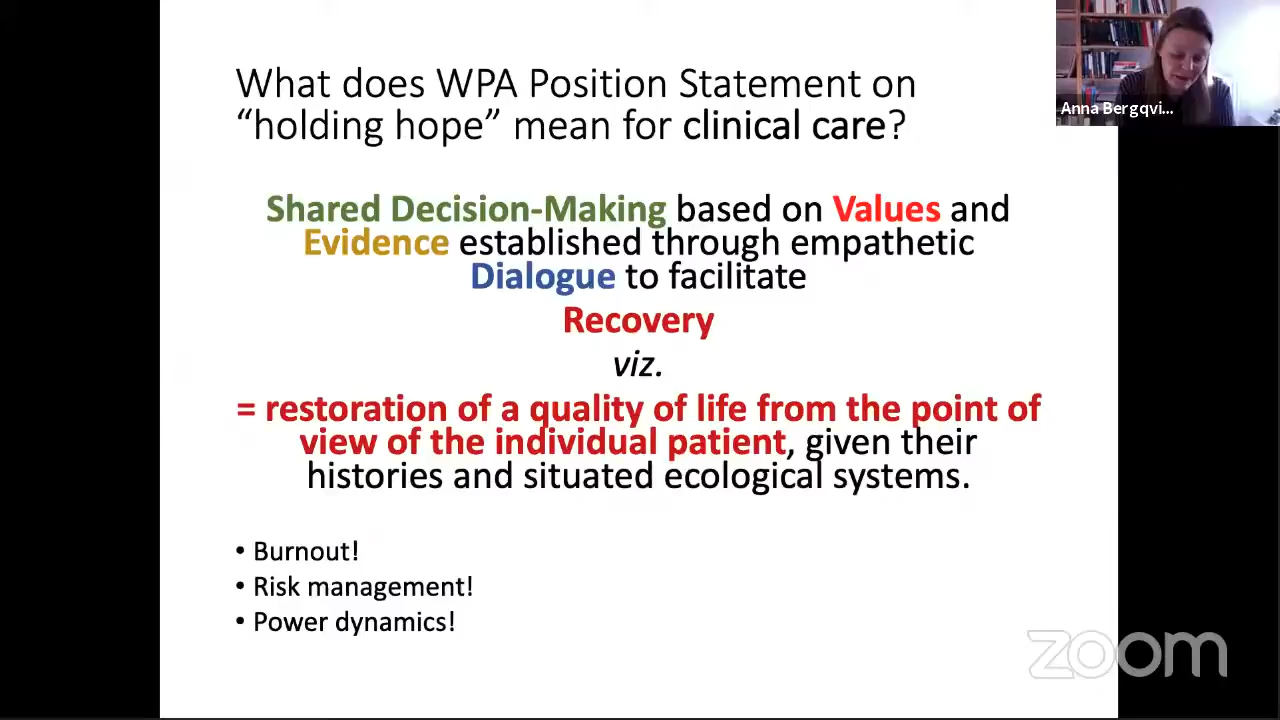 What does WPA Position Statement on
“holding hope” mean for clinical care?
Anna Bergqvi...
Shared Decision-Making based on Values and
Evidence established through empathetic
Dialogue to facilitate
Recovery
viz.
= restoration of a quality of life from the point of
view of the individual patient, given their
histories and situated ecological systems.
• Burnout!
• Risk management!
• Power dynamics!
zoom